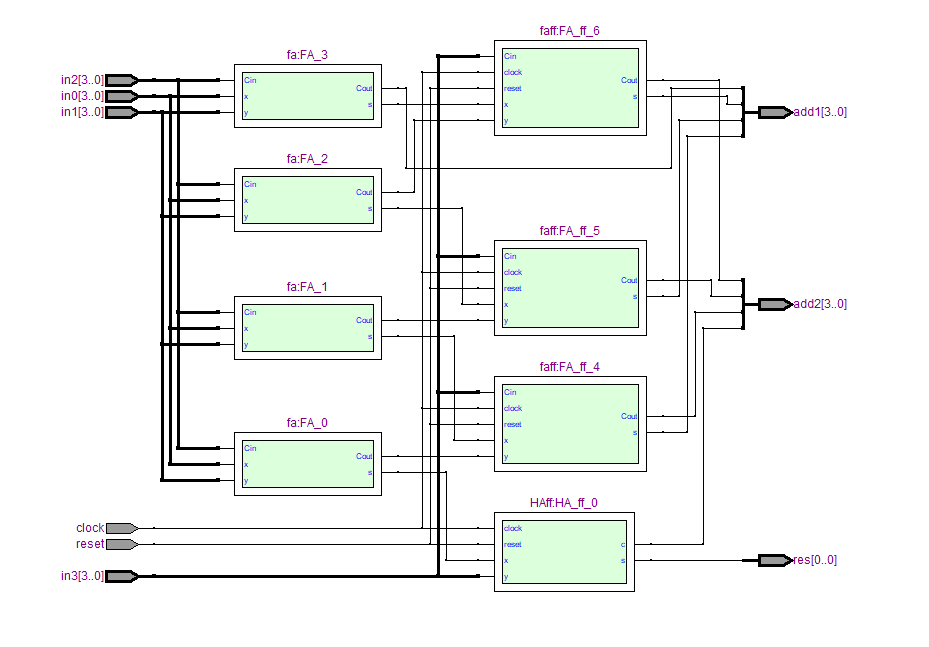 fa:FA_3
Cin
x
y
Cout
s
fa:FA_2
Cin
x
y
Cout
s
fa:FA_1
Cin
x
y
Cout
s
fa:FA_0
Cin
x
y
Cout
s
in2[3..0]
in0[3..0]
in1[3..0]
clock
reset
in3[3..0]
faff:FA_ff_6
Cin
clock
reset
x
y
Cout
s
faff:FA_ff_5
Cin
clock
reset
x
y
Cout
s
faff:FA_ff_4
Cin
clock
reset
x
y
Cout
s
HAff:HA_ff_0
clock
reset
x
y
c
s
add1[3..0]
add2[3..0]
res[0..0]